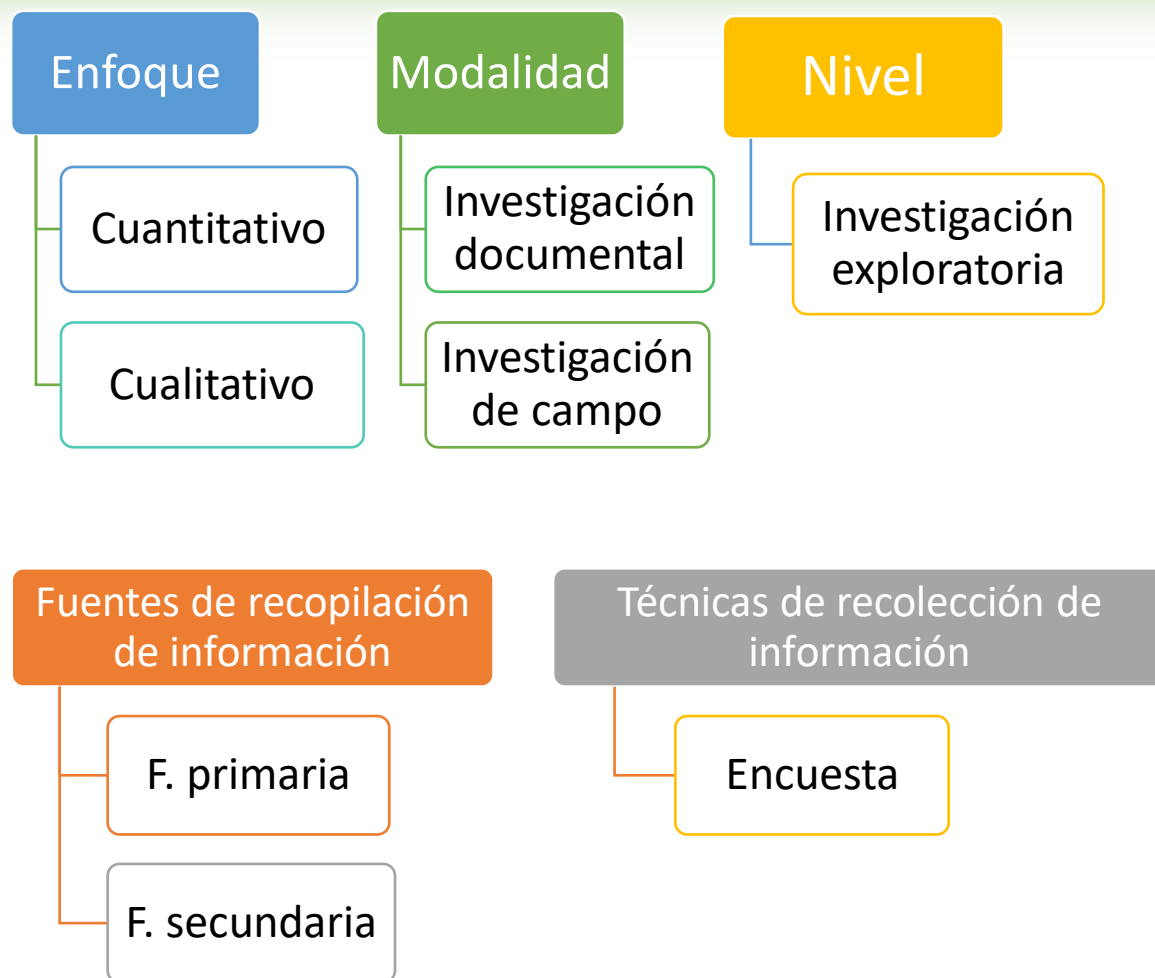 Enfoque
Cuantitativo
Cualitativo
Modalidad
Investigación
documental
Investigación
de campo
Nivel
Investigación
exploratoria
Fuentes de recopilación
de información
F. primaria
F. secundaria
Técnicas de recolección de
información
Encuesta